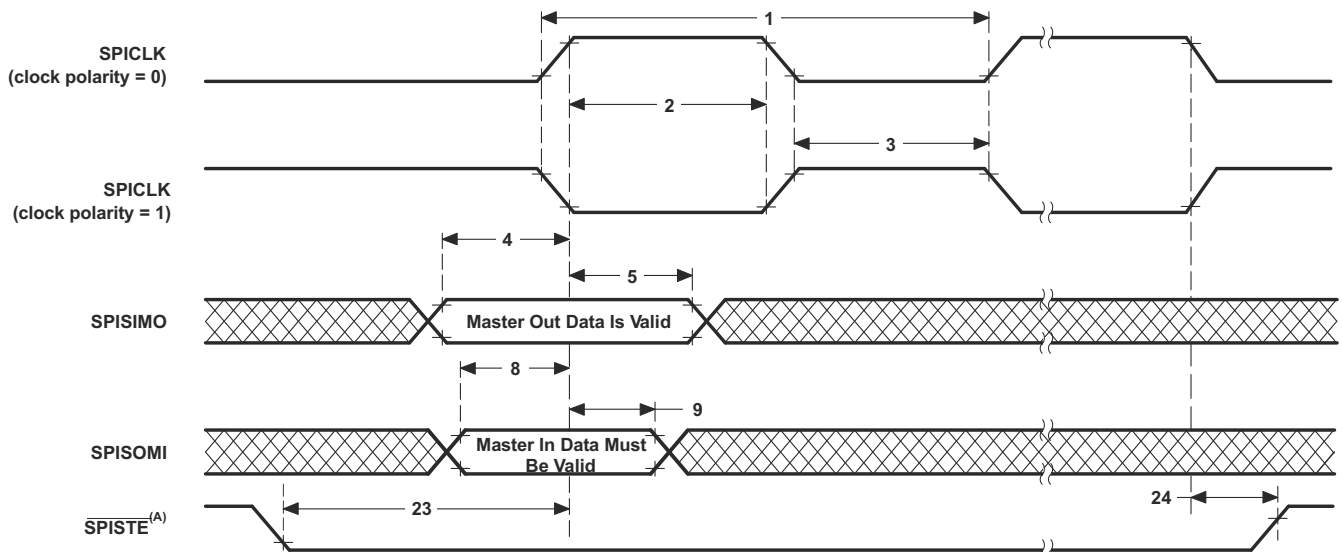 1
SPICLK
(clock polarity = 0)
2
3
SPICLK
(clock polarity = 1)
4
5
SPISIMO
Master Out Data Is Valid
8
9
SPISOMI
Master In Data Must
Be Valid
23
24
SPISTE(A)